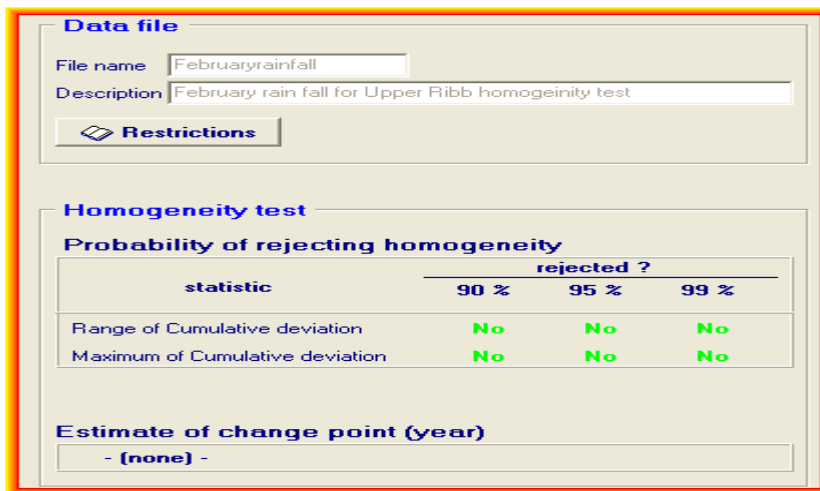 Data file
File name Februaryrainfall
Description February rain fall for Upper Ribb homogeinity test
Restrictions
Homogeneity test
Probability of rejecting homogeneity
rejected ?
statistic 90 % 95 % 99 %
Range of Cumulative deviation No No No
Maximum of Cumulative deviation No No No
Estimate of change point (year)
- (none) -